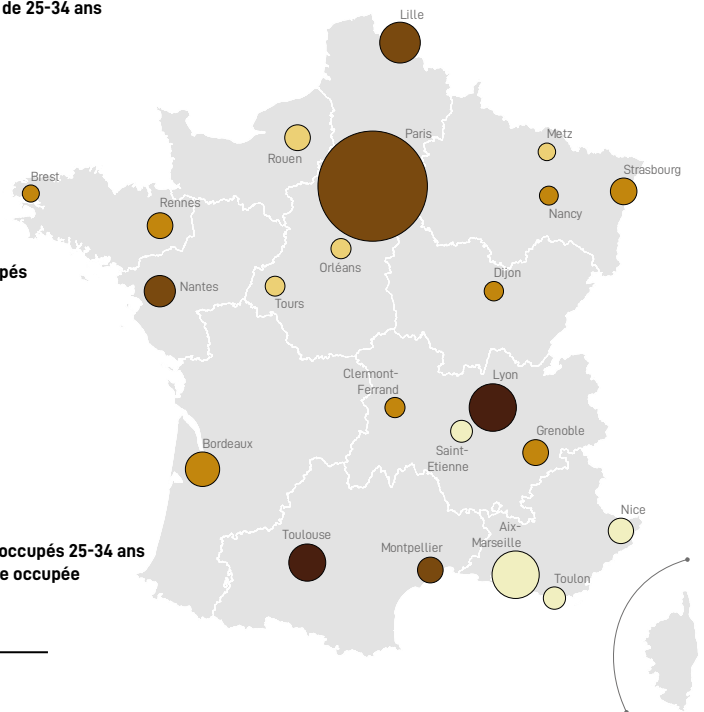 de 25-34 ans
Lille
Paris
Rouen
Metz
Strasbourg
Brest
Rennes
Nancy
Orléans
pés
Nantes
Dijon
Tours
Clermont-
Ferrand
Lyon
Grenoble
Bordeaux
Saint-
Etienne
Nice
Aix-
Marseille
Toulouse
Montpellier
occupés 25-34 ans
e occupée
Toulon